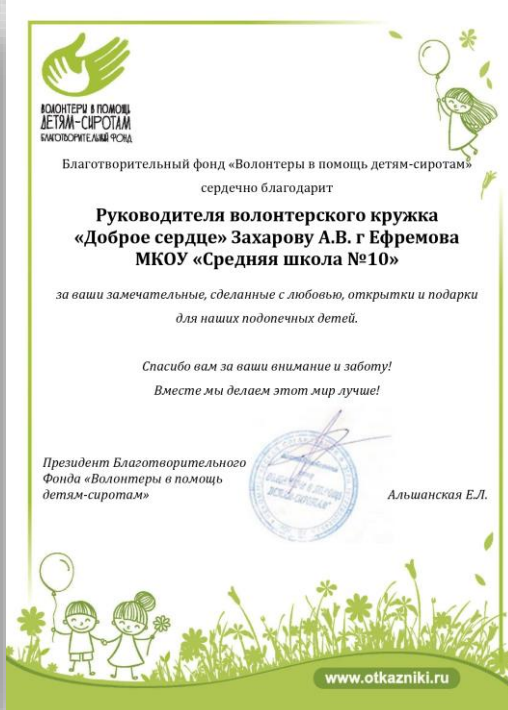 ВОЛОНТЕРЫ В ПОМОЩЬ
ДЕТЯМ-СИРОТАМ
БЛАГОТВОРИТЕЛЬНЫЙ ФОНД
Благотворительный фонд «Волонтеры в помощь детям-сиротам»
сердечно благодарит
Руководителя волонтерского кружка
«Доброе сердце» Захарову А.В. г Ефремова
МКОУ «Средняя школа №10»
за ваши замечательные, сделанные с любовью, открытки и подарки
для наших подопечных детей.
Спасибо вам за ваши внимание и заботу!
Вместе мы делаем этот мир лучше!
Президент Благотворительного
Фонда «Волонтеры в помощь
детям-сиротам»
Альшанская Е.Л.
www.otkazniki.ru